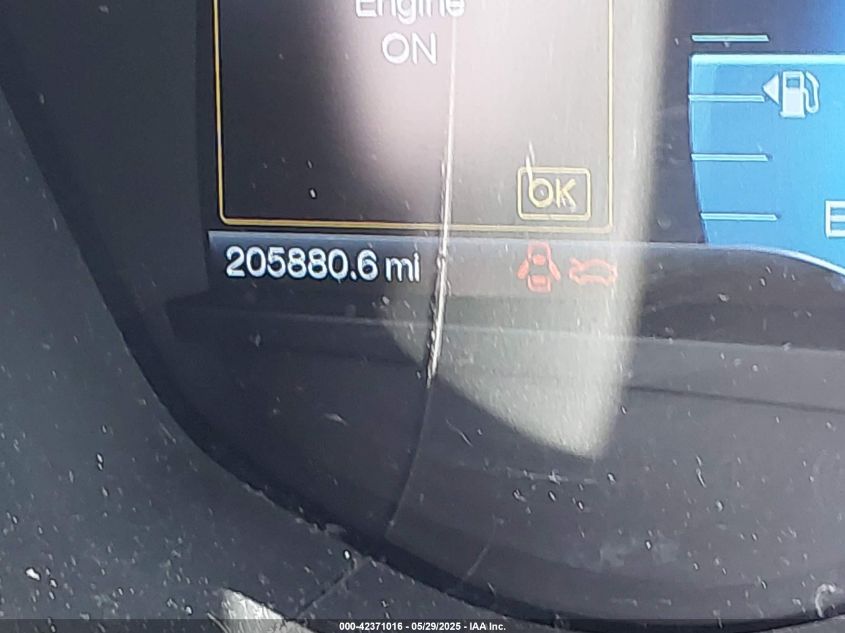 Engine
ON
OK
E
205880.6 mi
000-42371016 - 05/29/2025 - IAA Inc.